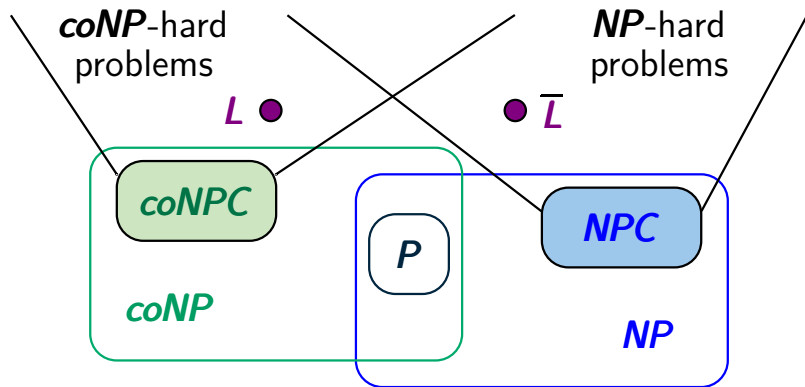 coNP-hard
problems
NP-hard
problems
L
L̅
coNPC
NPC
P
coNP
NP